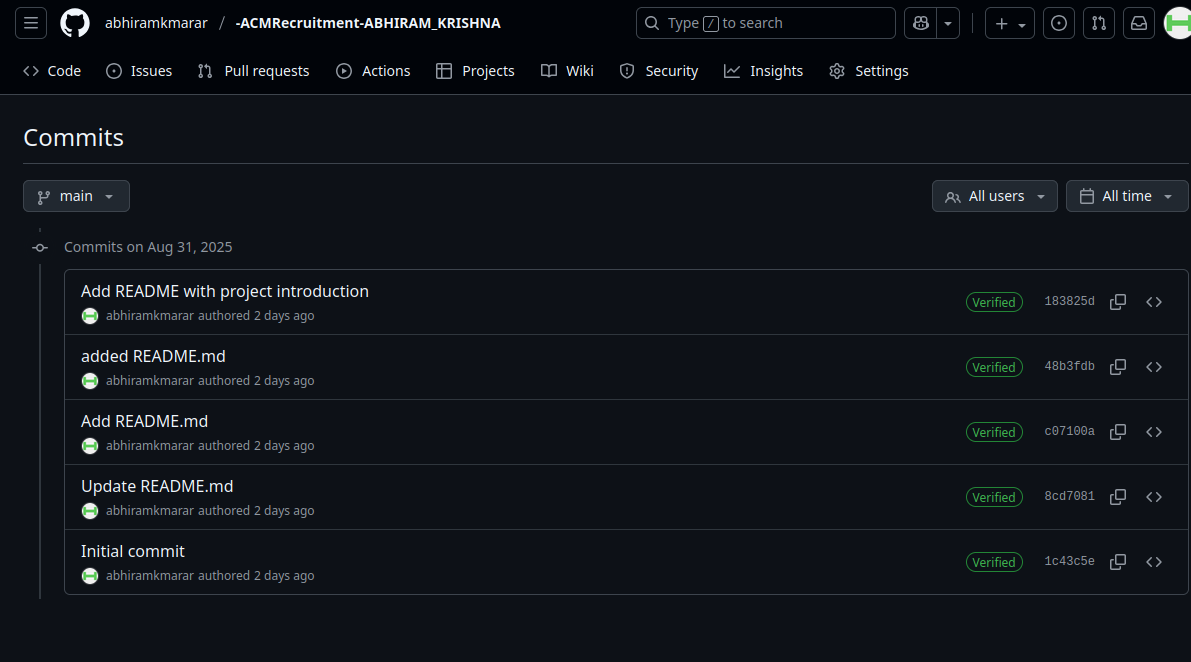 abhiramkmarar / -ACMRecruitment-ABHIRAM_KRISHNA Type / to search
Code Issues Pull requests Actions Projects Wiki Security Insights Settings
Commits
main All users All time
Commits on Aug 31, 2025
Add README with project introduction
abhiramkmarar authored 2 days ago Verified 183825d
added README.md
abhiramkmarar authored 2 days ago Verified 48b3fdb
Add README.md
abhiramkmarar authored 2 days ago Verified c07100a
Update README.md
abhiramkmarar authored 2 days ago Verified 8cd7081
Initial commit
abhiramkmarar authored 2 days ago Verified 1c43c5e